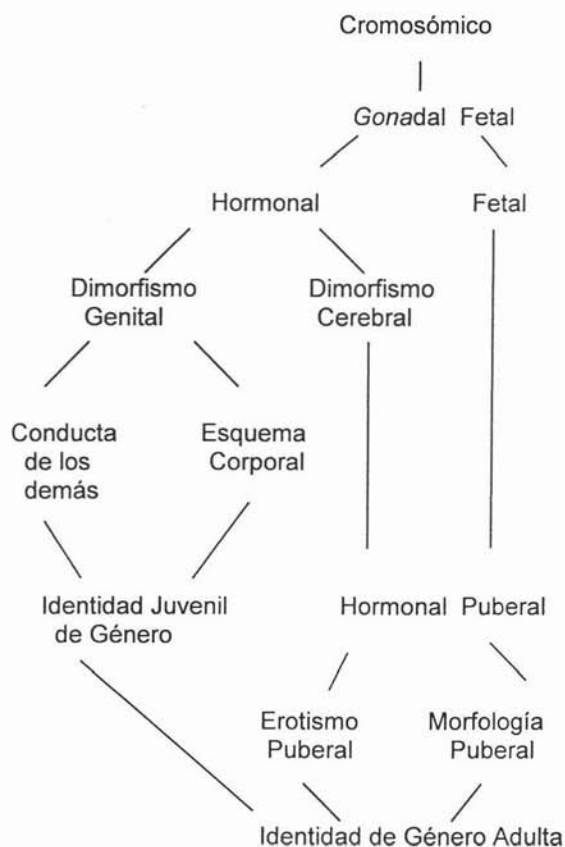 Cromosómico
Gonadal Fetal
Hormonal
Fetal
Dimorfismo
Genital
Dimorfismo
Cerebral
Conducta
de los
demás
Esquema
Corporal
Identidad Juvenil
de Género
Hormonal Puberal
Erotismo
Puberal
Morfología
Puberal
Identidad de Género Adulta